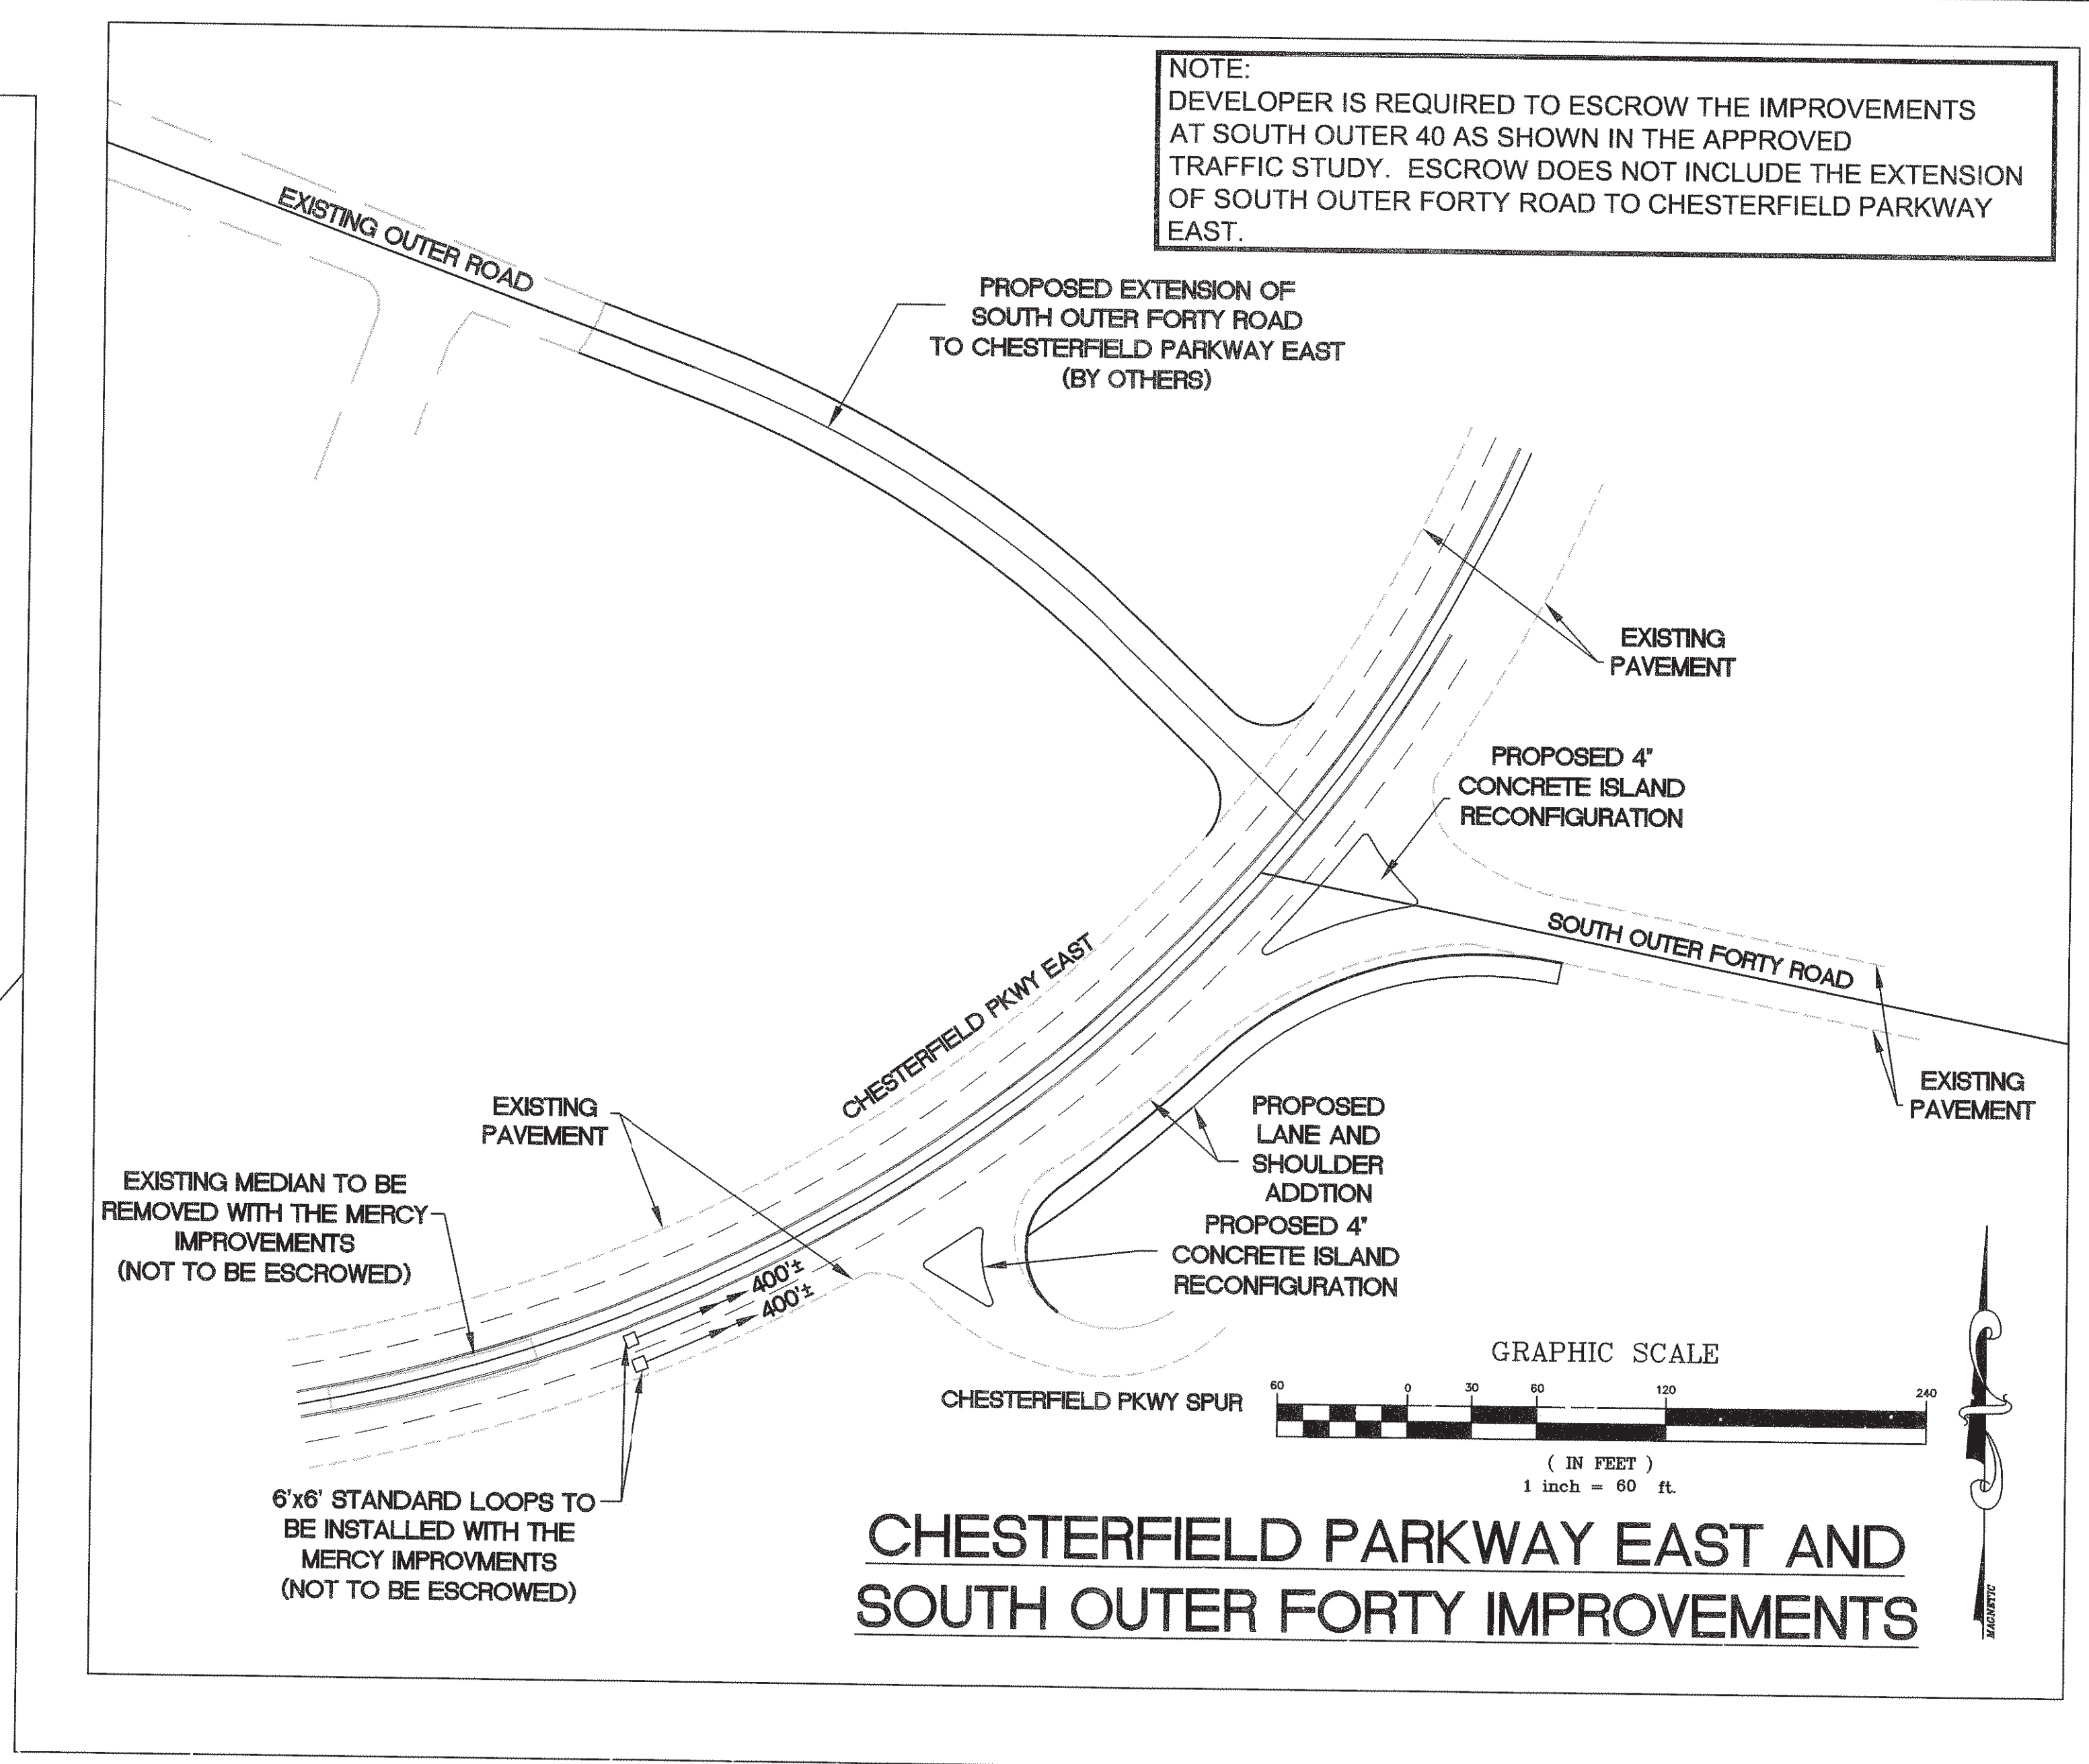 NOTE:
DEVELOPER IS REQUIRED TO ESCROW THE IMPROVEMENTS
AT SOUTH OUTER 40 AS SHOWN IN THE APPROVED
TRAFFIC STUDY. ESCROW DOES NOT INCLUDE THE EXTENSION
OF SOUTH OUTER FORTY ROAD TO CHESTERFIELD PARKWAY
EAST.
EXISTING OUTER ROAD
PROPOSED EXTENSION OF
SOUTH OUTER FORTY ROAD
TO CHESTERFIELD PARKWAY EAST
(BY OTHERS)
EXISTING
PAVEMENT
PROPOSED 4"
CONCRETE ISLAND
RECONFIGURATION
SOUTH OUTER FORTY ROAD
CHESTERFIELD PKWY EAST
EXISTING
PAVEMENT
EXISTING
PAVEMENT
PROPOSED
LANE AND
SHOULDER
ADDTION
EXISTING MEDIAN TO BE
REMOVED WITH THE MERCY
IMPROVEMENTS
(NOT TO BE ESCROWED)
PROPOSED 4"
CONCRETE ISLAND
RECONFIGURATION
400'±
400'±
CHESTERFIELD PKWY SPUR
GRAPHIC SCALE
60 0 30 60 120 240
( IN FEET )
1 inch = 60 ft.
6'x6' STANDARD LOOPS TO
BE INSTALLED WITH THE
MERCY IMPROVMENTS
(NOT TO BE ESCROWED)
CHESTERFIELD PARKWAY EAST AND
SOUTH OUTER FORTY IMPROVEMENTS
MAGNETIC